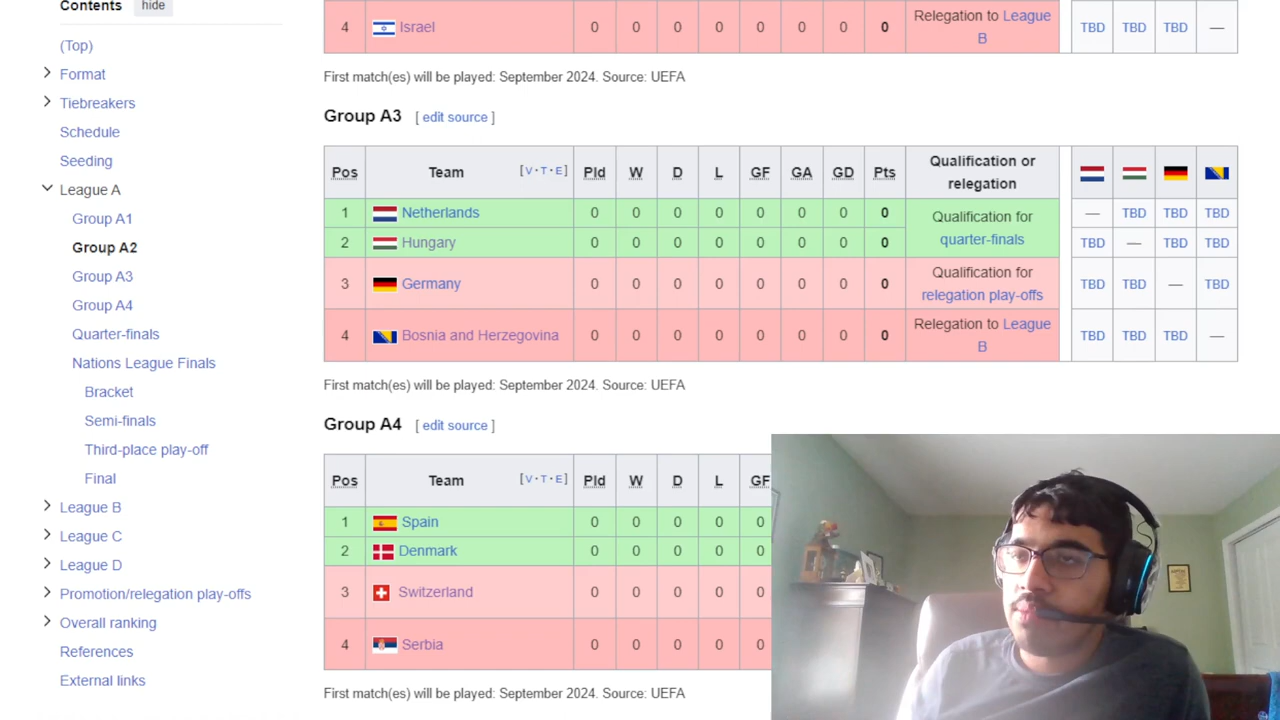 Contents hide
(Top)
Format
Tiebreakers
Schedule
Seeding
League A
Group A1
Group A2
Group A3
Group A4
Quarter-finals
Nations League Finals
Bracket
Semi-finals
Third-place play-off
Final
League B
League C
League D
Promotion/relegation play-offs
Overall ranking
References
External links
4 Israel 0 0 0 0 0 0 0 0 Relegation to League B TBD TBD TBD —
First match(es) will be played: September 2024. Source: UEFA
Group A3 [ edit source ]
Pos Team [V·T·E] Pld W D L GF GA GD Pts Qualification or relegation
1 Netherlands 0 0 0 0 0 0 0 0 Qualification for quarter-finals — TBD TBD TBD
2 Hungary 0 0 0 0 0 0 0 0 TBD — TBD TBD
3 Germany 0 0 0 0 0 0 0 0 Qualification for relegation play-offs TBD TBD — TBD
4 Bosnia and Herzegovina 0 0 0 0 0 0 0 0 Relegation to League B TBD TBD TBD —
First match(es) will be played: September 2024. Source: UEFA
Group A4 [ edit source ]
Pos Team [V·T·E] Pld W D L GF
1 Spain 0 0 0 0 0
2 Denmark 0 0 0 0 0
3 Switzerland 0 0 0 0 0
4 Serbia 0 0 0 0 0
First match(es) will be played: September 2024. Source: UEFA